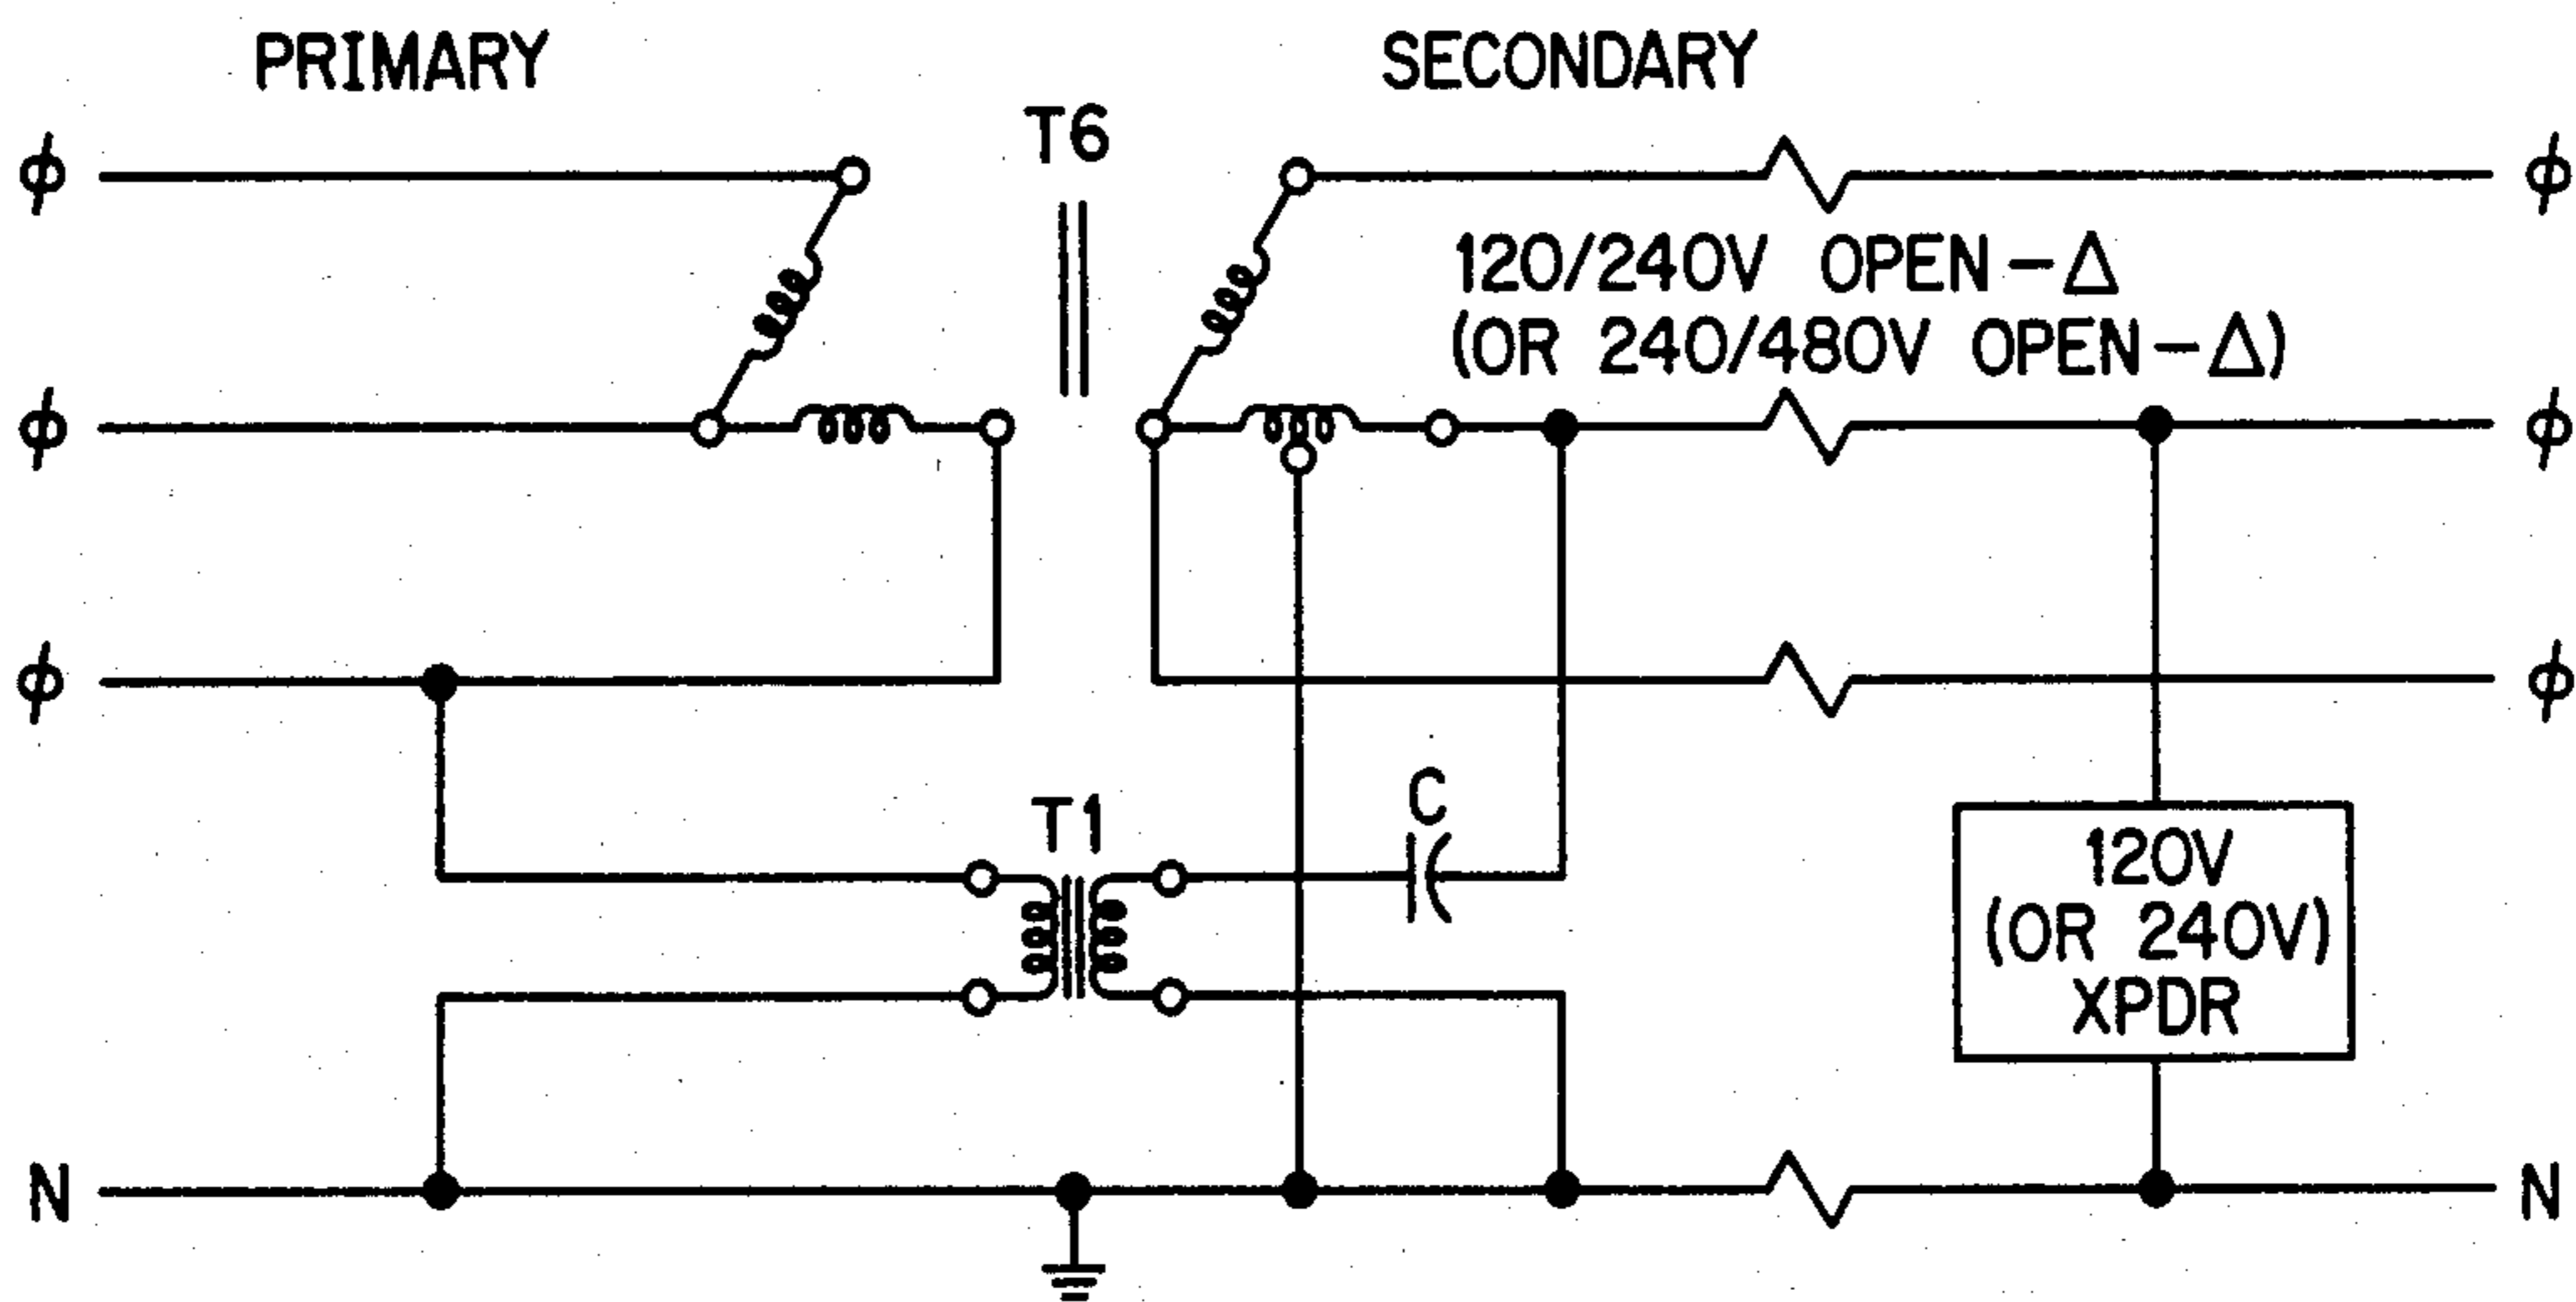 PRIMARY
SECONDARY
T6
ϕ
ϕ
120/240V OPEN-Δ
(OR 240/480V OPEN-Δ)
ϕ
ϕ
ϕ
ϕ
T1
C
120V
(OR 240V)
XPDR
N
N